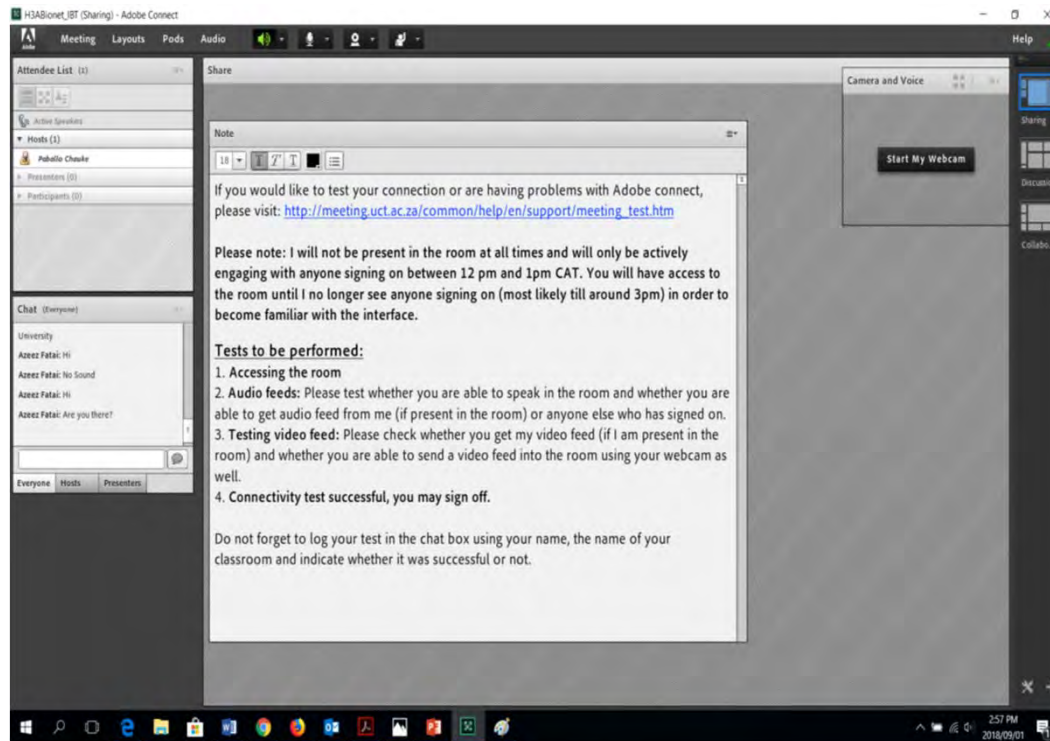 H3ABionet_IBT (Sharing) - Adobe Connect
Adobe
Meeting Layouts Pods Audio
Help
Attendee List (1)
Active Speakers
Hosts (1)
Paballo Chauke
Presenters (0)
Participants (0)
Chat (Everyone)
University
Azeez Fatai: Hi
Azeez Fatai: No Sound
Azeez Fatai: Hi
Azeez Fatai: Are you there?
Everyone Hosts Presenters
Share
Note
18
If you would like to test your connection or are having problems with Adobe connect,
please visit: http://meeting.uct.ac.za/common/help/en/support/meeting_test.htm
Please note: I will not be present in the room at all times and will only be actively
engaging with anyone signing on between 12 pm and 1pm CAT. You will have access to
the room until I no longer see anyone signing on (most likely till around 3pm) in order to
become familiar with the interface.
Tests to be performed:
1. Accessing the room
2. Audio feeds: Please test whether you are able to speak in the room and whether you are
able to get audio feed from me (if present in the room) or anyone else who has signed on.
3. Testing video feed: Please check whether you get my video feed (if I am present in the
room) and whether you are able to send a video feed into the room using your webcam as
well.
4. Connectivity test successful, you may sign off.
Do not forget to log your test in the chat box using your name, the name of your
classroom and indicate whether it was successful or not.
Camera and Voice
Start My Webcam
Sharing
Discussio
Collabo
2:57 PM
2018/09/01